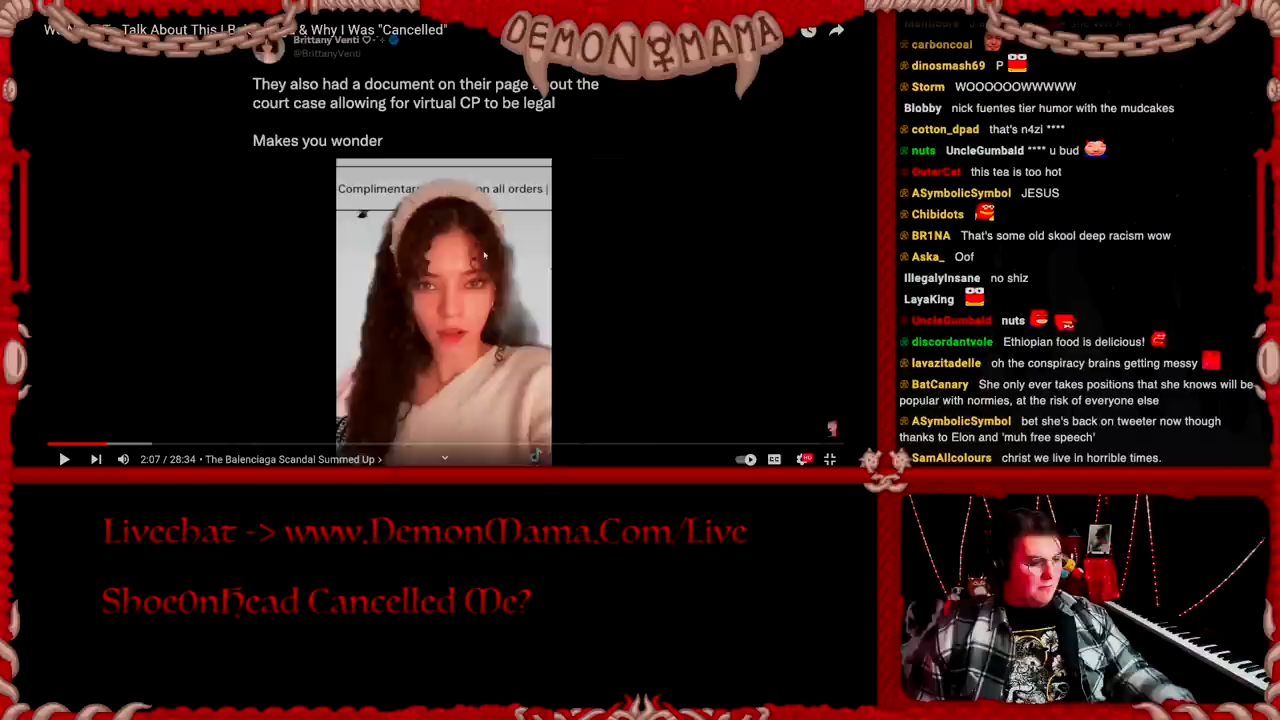 Talk About This | & Why I Was "Cancelled"
Brittany Venti
@BrittanyVenti
DEMON MAMA
They also had a document on their page about the
court case allowing for virtual CP to be legal
Makes you wonder
Complimentary on all orders |
2:07 / 28:34 • The Balenciaga Scandal Summed Up >
HD
carboncoal
dinosmash69 P
Storm WOOOOOOWWWWW
Blobby nick fuentes tier humor with the mudcakes
cotton_dpad that's n4zi ****
nuts UncleGumbald **** u bud
OuterCat this tea is too hot
ASymbolicSymbol JESUS
Chibidots
BR1NA That's some old skool deep racism wow
Aska_ Oof
IllegalyInsane no shiz
LayaKing
UncleGumbald nuts
discordantvole Ethiopian food is delicious!
lavazitadelle oh the conspiracy brains getting messy
BatCanary She only ever takes positions that she knows will be
popular with normies, at the risk of everyone else
ASymbolicSymbol bet she's back on tweeter now though
thanks to Elon and 'muh free speech'
SamAllcolours christ we live in horrible times.
Livechat -> www.DemonMama.Com/Live
Shoe0nHead Cancelled Me?